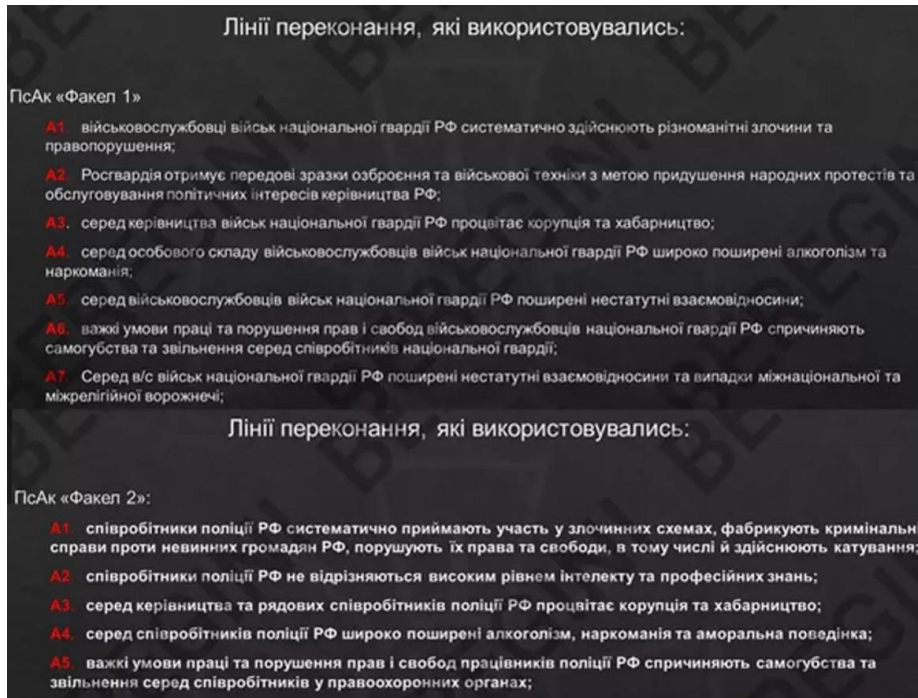 Лінії переконання, які використовувались:
ПсАк «Факел 1»
А1. військовослужбовці військ національної гвардії РФ систематично здійснюють різноманітні злочини та
правопорушення;
А2. Росгвардія отримує передові зразки озброєння та військової техніки з метою придушення народних протестів та
обслуговування політичних інтересів керівництва РФ;
А3. серед керівництва військ національної гвардії РФ процвітає корупція та хабарництво;
А4. серед особового складу військовослужбовців військ національної гвардії РФ широко поширені алкоголізм та
наркоманія;
А5. серед військовослужбовців військ національної гвардії РФ поширені нестатутні взаємовідносини;
А6. важкі умови праці та порушення прав і свобод військовослужбовців національної гвардії РФ спричиняють
самогубства та звільнення серед співробітників національної гвардії;
А7. Серед в/с військ національної гвардії РФ поширені нестатутні взаємовідносини та випадки міжнаціональної та
міжрелігійної ворожнечі;
Лінії переконання, які використовувались:
ПсАк «Факел 2»:
А1. співробітники поліції РФ систематично приймають участь у злочинних схемах, фабрикують кримінальн
справи проти невинних громадян РФ, порушують їх права та свободи, в тому числі й здійснюють катування;
А2. співробітники поліції РФ не відрізняються високим рівнем інтелекту та професійних знань;
А3. серед керівництва та рядових співробітників поліції РФ процвітає корупція та хабарництво;
А4. серед співробітників поліції РФ широко поширені алкоголізм, наркоманія та аморальна поведінка;
А5. важкі умови праці та порушення прав і свобод працівників поліції РФ спричиняють самогубства та
звільнення серед співробітників у правоохоронних органах;
BEREGINI